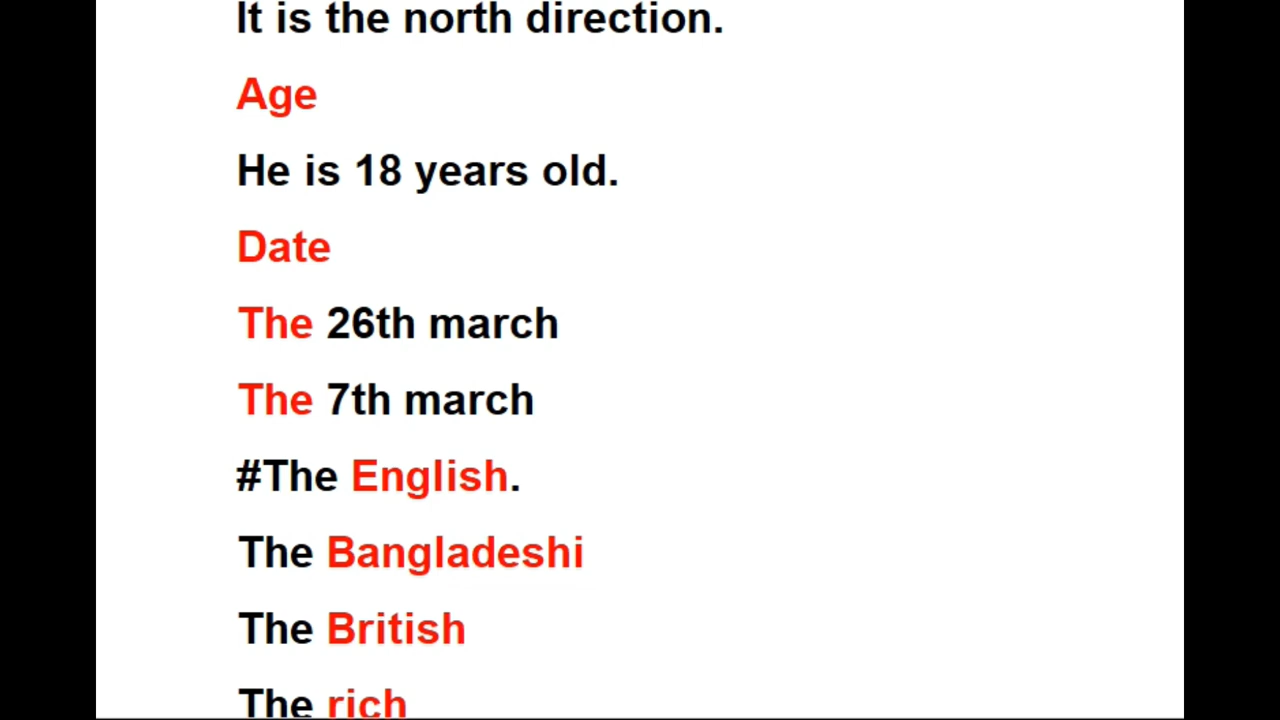 It is the north direction.
Age
He is 18 years old.
Date
The 26th march
The 7th march
#The English.
The Bangladeshi
The British
The rich